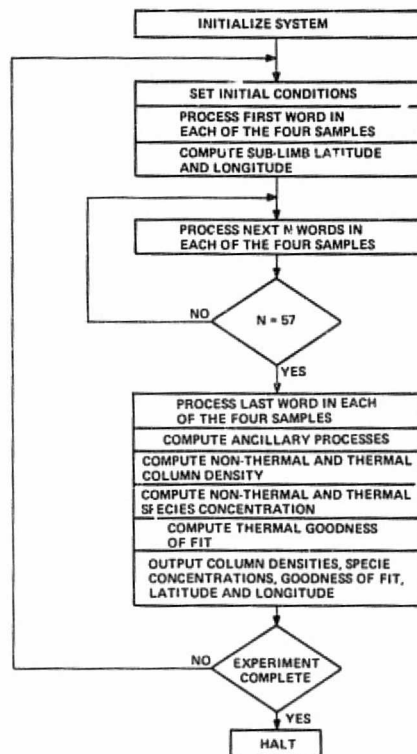 INITIALIZE SYSTEM
SET INITIAL CONDITIONS
PROCESS FIRST WORD IN
EACH OF THE FOUR SAMPLES
COMPUTE SUB-LIMB LATITUDE
AND LONGITUDE
PROCESS NEXT N WORDS IN
EACH OF THE FOUR SAMPLES
NO
N = 57
YES
PROCESS LAST WORD IN EACH
OF THE FOUR SAMPLES
COMPUTE ANCILLARY PROCESSES
COMPUTE NON-THERMAL AND THERMAL
COLUMN DENSITY
COMPUTE NON-THERMAL AND THERMAL
SPECIES CONCENTRATION
COMPUTE THERMAL GOODNESS
OF FIT
OUTPUT COLUMN DENSITIES, SPECIE
CONCENTRATIONS, GOODNESS OF FIT,
LATITUDE AND LONGITUDE
NO
EXPERIMENT
COMPLETE
YES
HALT